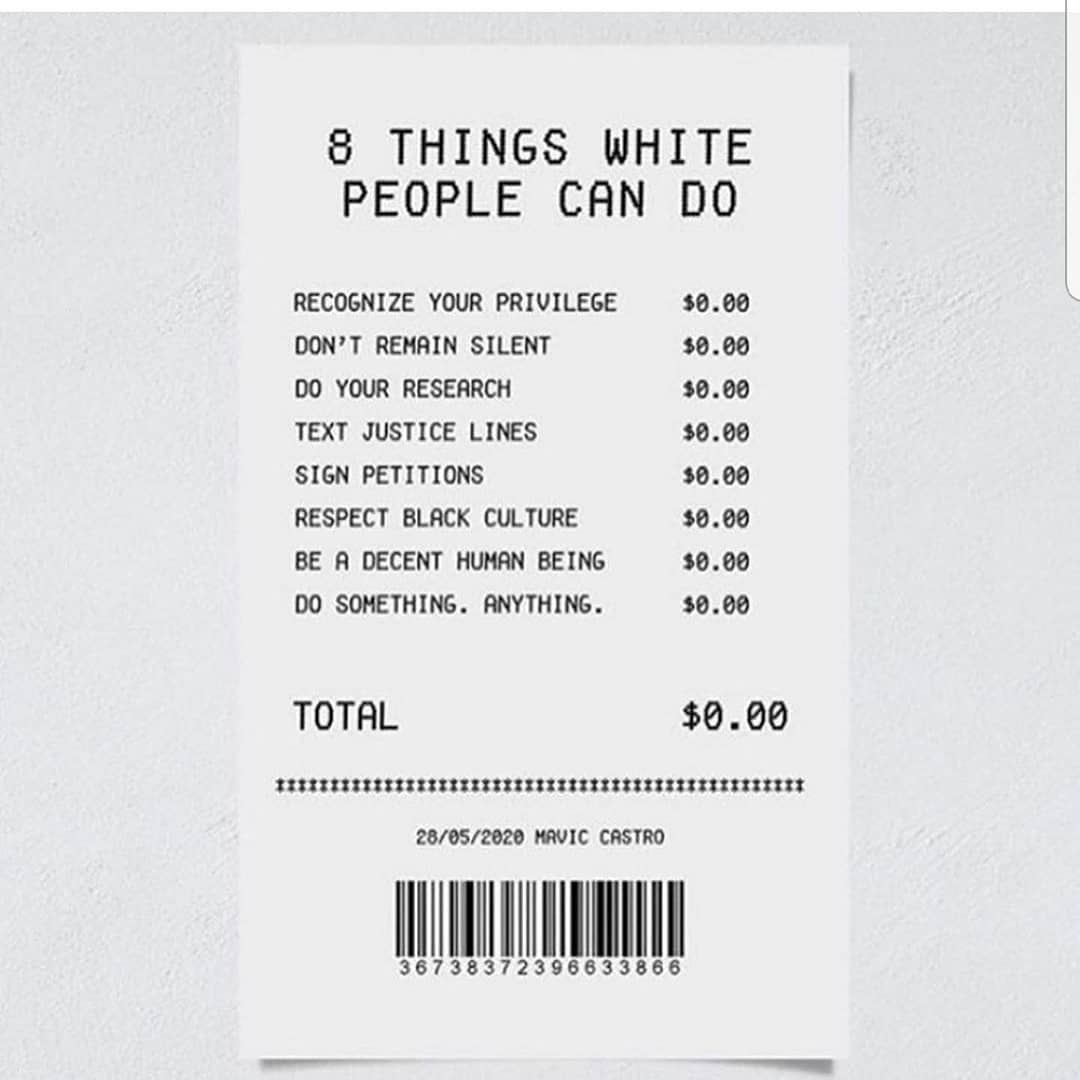 8 THINGS WHITE
PEOPLE CAN DO
RECOGNIZE YOUR PRIVILEGE $0.00
DON'T REMAIN SILENT $0.00
DO YOUR RESEARCH $0.00
TEXT JUSTICE LINES $0.00
SIGN PETITIONS $0.00
RESPECT BLACK CULTURE $0.00
BE A DECENT HUMAN BEING $0.00
DO SOMETHING. ANYTHING. $0.00
TOTAL $0.00
28/05/2020 MAVIC CASTRO
36738372396633866